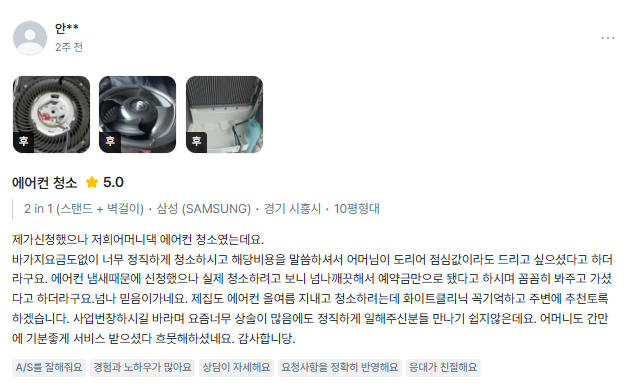 안**
2주 전
후 후 후
에어컨 청소 5.0
2 in 1 (스탠드 + 벽걸이) · 삼성 (SAMSUNG) · 경기 시흥시 · 10평형대
제가신청했으나 저희어머니댁 에어컨 청소였는데요.
바가지요금도없이 너무 정직하게 청소하시고 해당비용을 말씀하셔서 어머님이 도리어 점심값이라도 드리고 싶으셨다고 하더
라구요. 에어컨 냄새때문에 신청했으나 실제 청소하려고 보니 넘나깨끗해서 예약금만으로 됐다고 하시며 꼼꼼히 봐주고 가셨
다고 하더라구요.넘나 믿음이가네요. 제집도 에어컨 올여름 지내고 청소하려는데 화이트클리닉 꼭기억하고 주변에 추천토록
하겠습니다. 사업번창하시길 바라며 요즘너무 상술이 많음에도 정직하게 일해주신분들 만나기 쉽지않은데요. 어머니도 간만
에 기분좋게 서비스 받으셨다 흐뭇해하셨네요. 감사합니당.
A/S를 잘해줘요 경험과 노하우가 많아요 상담이 자세해요 요청사항을 정확히 반영해요 응대가 친절해요